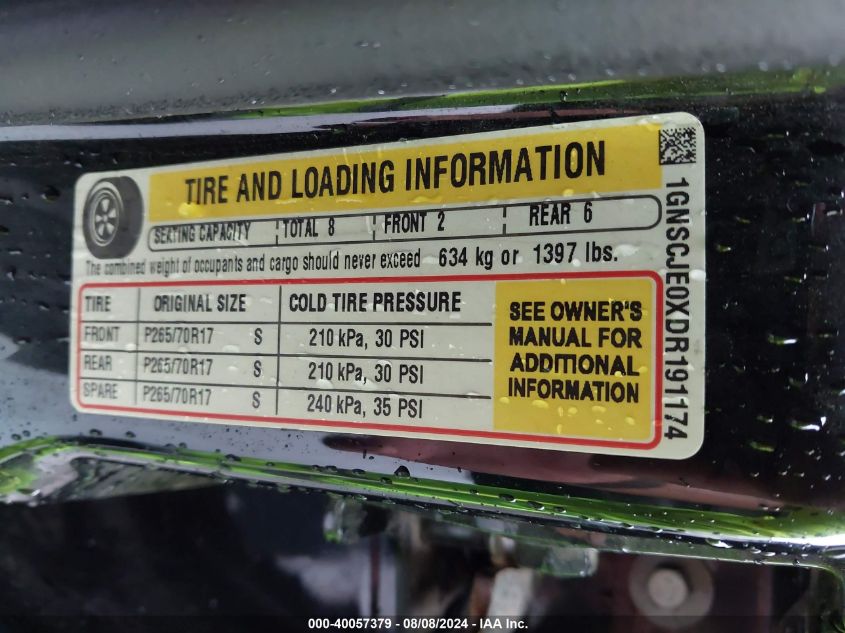 TIRE AND LOADING INFORMATION
SEATING CAPACITY TOTAL 8 FRONT 2 REAR 6
The combined weight of occupants and cargo should never exceed 634 kg or 1397 lbs.
TIRE ORIGINAL SIZE COLD TIRE PRESSURE
FRONT P265/70R17 S 210 kPa, 30 PSI
REAR P265/70R17 S 210 kPa, 30 PSI
SPARE P265/70R17 S 240 kPa, 35 PSI
SEE OWNER'S
MANUAL FOR
ADDITIONAL
INFORMATION
1GNSCJE0XDR191174
000-40057379 - 08/08/2024 - IAA Inc.